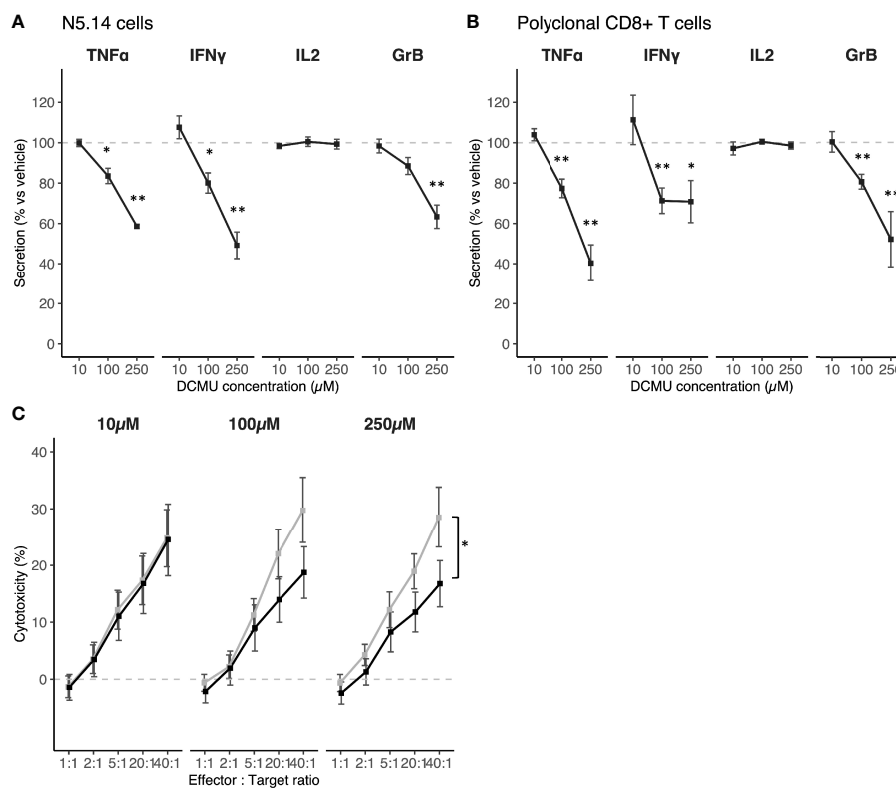 A N5.14 cells
TNFα IFNγ IL2 GrB
Secretion (% vs vehicle)
120
100
80
60
40
20
0
* ** * ** **
10 100 250 10 100 250 10 100 250 10 100 250
DCMU concentration (µM)
B Polyclonal CD8+ T cells
TNFα IFNγ IL2 GrB
Secretion (% vs vehicle)
120
100
80
60
40
20
0
** ** ** * ** **
10 100 250 10 100 250 10 100 250 10 100 250
DCMU concentration (µM)
C
10µM 100µM 250µM
Cytotoxicity (%)
40
30
20
10
0
*
1:1 2:1 5:1 20:1 40:1 1:1 2:1 5:1 20:1 40:1 1:1 2:1 5:1 20:1 40:1
Effector : Target ratio